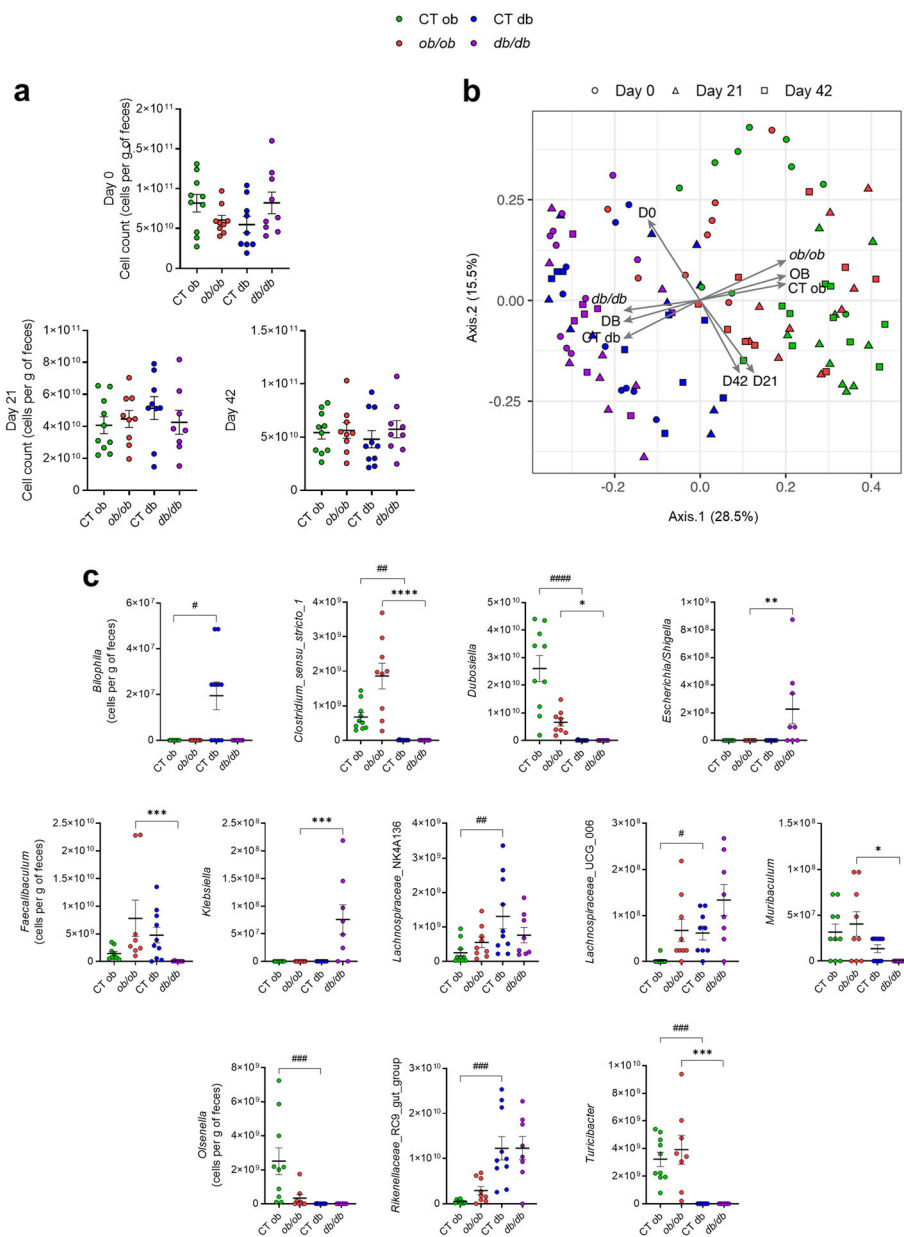 CT ob CT db
ob/ob db/db
a
Day 0
Cell count (cells per g of feces)
2×10¹¹
1×10¹¹
1×10¹¹
5×10¹⁰
0
CT ob ob/ob CT db db/db
Day 21
Cell count (cells per g of feces)
1×10¹¹
8×10¹⁰
6×10¹⁰
4×10¹⁰
2×10¹⁰
0
CT ob ob/ob CT db db/db
Day 42
2×10¹¹
1×10¹¹
5×10¹⁰
0
CT ob ob/ob CT db db/db
b
Day 0 Day 21 Day 42
Axis.2 (15.5%)
0.25
0.00
-0.25
D0
ob/ob
OB
CT ob
db/db
DB
CT db
D42 D21
-0.2 0.0 0.2 0.4
Axis.1 (28.5%)
c
Bilophila
(cells per g of feces)
6×10⁷
4×10⁷
2×10⁷
0
#
CT ob ob/ob CT db db/db
Clostridium_sensu_stricto_1
4×10⁹
3×10⁹
2×10⁹
1×10⁹
0
##
****
CT ob ob/ob CT db db/db
Dubosiella
5×10¹⁰
4×10¹⁰
3×10¹⁰
2×10¹⁰
1×10¹⁰
0
####
*
CT ob ob/ob CT db db/db
Escherichia/Shigella
1×10⁹
8×10⁸
6×10⁸
4×10⁸
2×10⁸
0
**
CT ob ob/ob CT db db/db
Faecalibaculum
(cells per g of feces)
2.5×10¹⁰
2.0×10¹⁰
1.5×10¹⁰
1.0×10¹⁰
5.0×10⁹
0
***
CT ob ob/ob CT db db/db
Klebsiella
2.5×10⁸
2.0×10⁸
1.5×10⁸
1.0×10⁸
5.0×10⁷
0
***
CT ob ob/ob CT db db/db
Lachnospiraceae_NK4A136
4×10⁹
3×10⁹
2×10⁹
1×10⁹
0
##
CT ob ob/ob CT db db/db
Lachnospiraceae_UCG_006
3×10⁸
2×10⁸
1×10⁸
0
#
CT ob ob/ob CT db db/db
Muribaculum
1×10⁸
1×10⁸
5×10⁷
0
*
CT ob ob/ob CT db db/db
Olsenella
(cells per g of feces)
8×10⁹
6×10⁹
4×10⁹
2×10⁹
0
###
CT ob ob/ob CT db db/db
Rikenellaceae_RC9_gut_group
3×10¹⁰
2×10¹⁰
1×10¹⁰
0
###
CT ob ob/ob CT db db/db
Turicibacter
1×10¹⁰
8×10⁹
6×10⁹
4×10⁹
2×10⁹
0
###
***
CT ob ob/ob CT db db/db